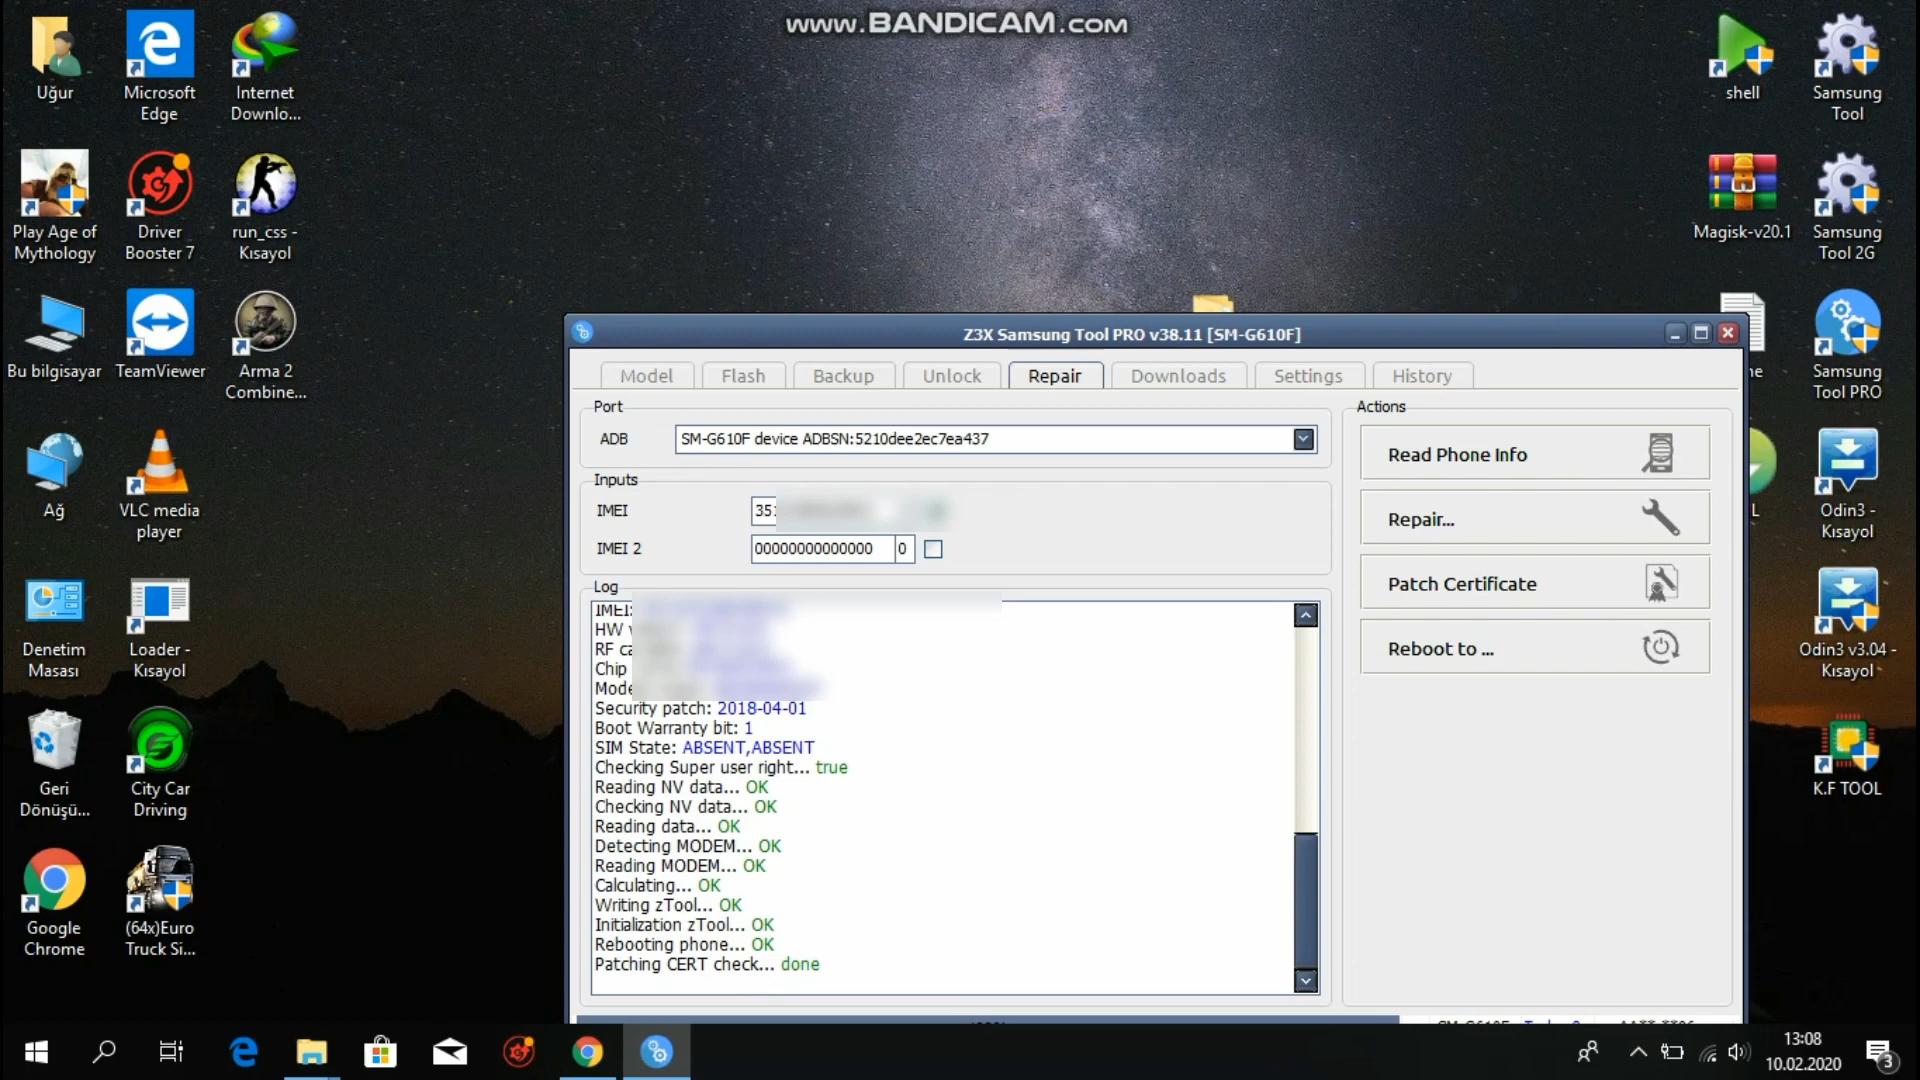 www.BANDICAM.com
Uğur
Microsoft
Edge
Internet
Downlo...
shell
Samsung
Tool
Play Age of
Mythology
Driver
Booster 7
run_css -
Kısayol
Magisk-v20.1
Samsung
Tool 2G
Bu bilgisayar
TeamViewer
Arma 2
Combine...
Samsung
Tool PRO
Ağ
VLC media
player
Odin3 -
Kısayol
Denetim
Masası
Loader -
Kısayol
Odin3 v3.04 -
Kısayol
Geri
Dönüşü...
City Car
Driving
K.F TOOL
Google
Chrome
(64x)Euro
Truck Si...
Z3X Samsung Tool PRO v38.11 [SM-G610F]
Model Flash Backup Unlock Repair Downloads Settings History
Port
ADB SM-G610F device ADBSN:5210dee2ec7ea437
Inputs
IMEI 35
IMEI 2 00000000000000 0
Log
IMEI:
HW
RF
Chip
Security patch: 2018-04-01
Boot Warranty bit: 1
SIM State: ABSENT,ABSENT
Checking Super user right... true
Reading NV data... OK
Checking NV data... OK
Reading data... OK
Detecting MODEM... OK
Reading MODEM... OK
Calculating... OK
Writing zTool... OK
Initialization zTool... OK
Rebooting phone... OK
Patching CERT check... done
Actions
Read Phone Info
Repair...
Patch Certificate
Reboot to ...
13:08
10.02.2020
3